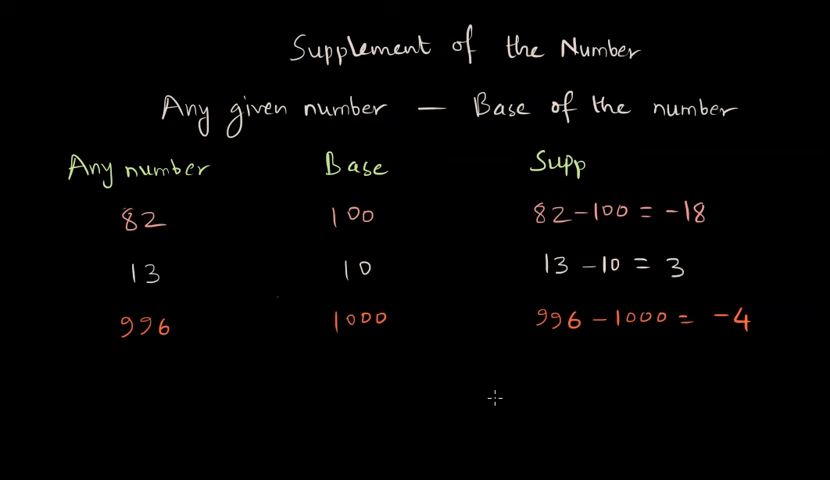 Supplement of the Number
Any given number — Base of the number
Any number Base Supp
82 100 82 - 100 = -18
13 10 13 - 10 = 3
996 1000 996 - 1000 = -4